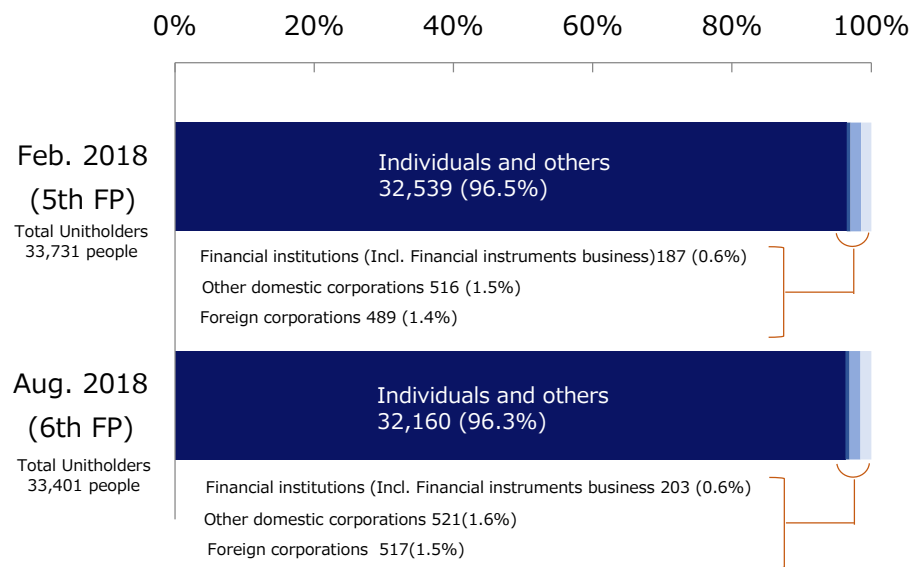 0% 20% 40% 60% 80% 100%
Feb. 2018
(5th FP)
Total Unitholders
33,731 people
Individuals and others
32,539 (96.5%)
Financial institutions (Incl. Financial instruments business)187 (0.6%)
Other domestic corporations 516 (1.5%)
Foreign corporations 489 (1.4%)
Aug. 2018
(6th FP)
Total Unitholders
33,401 people
Individuals and others
32,160 (96.3%)
Financial institutions (Incl. Financial instruments business 203 (0.6%)
Other domestic corporations 521(1.6%)
Foreign corporations 517(1.5%)